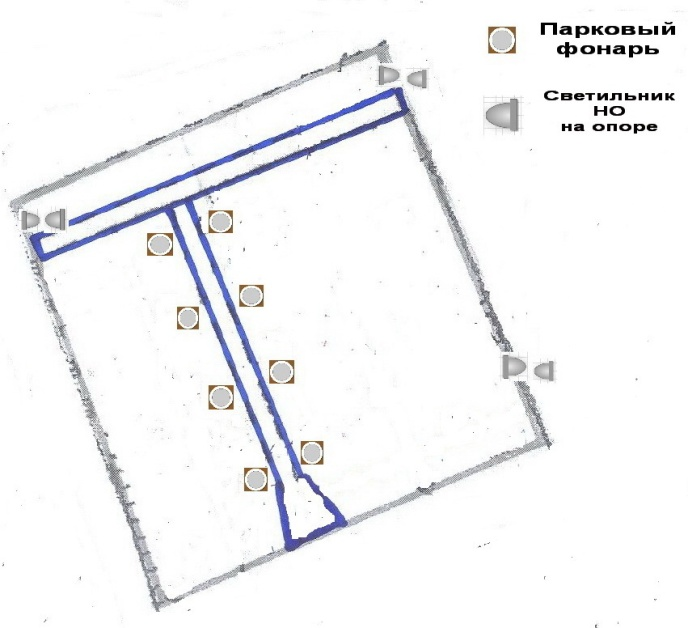 Парковый
фонарь
Светильник
НО
на опоре